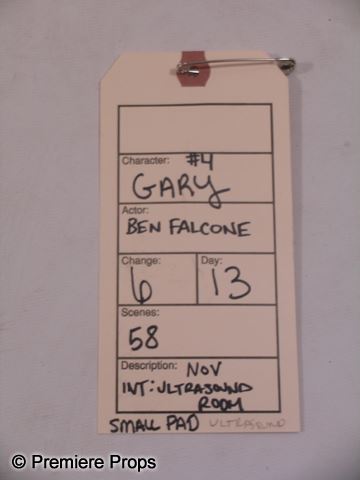 Character: #4
GARY
Actor:
BEN FALCONE
Change: Day:
6 13
Scenes:
58
Description: NOV
INT: ULTRASOUND
ROOM
SMALL PAD ULTRASOUND
© Premiere Props